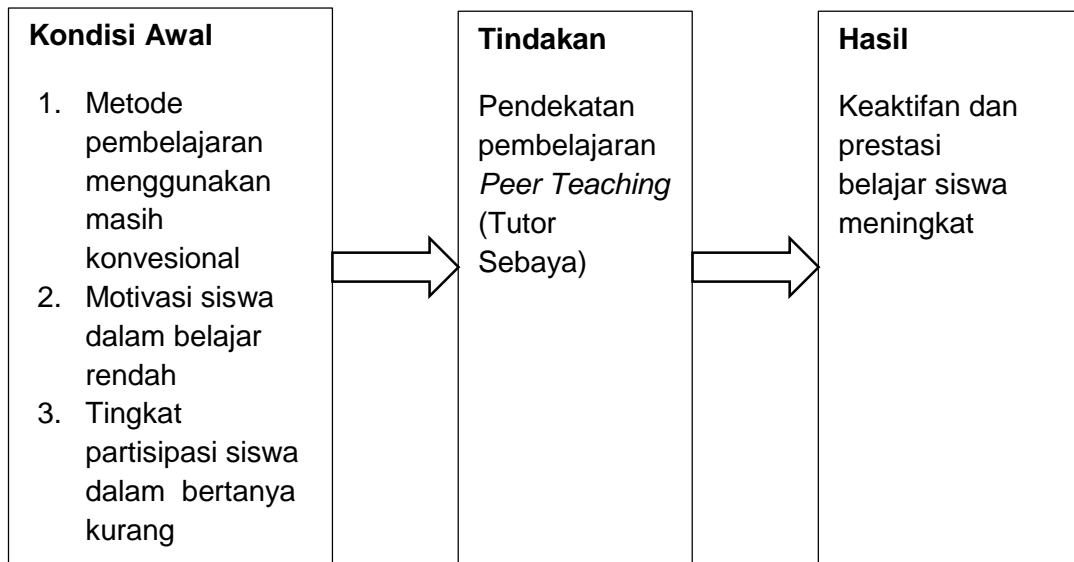 Kondisi Awal
1. Metode
pembelajaran
menggunakan
masih
konvesional
2. Motivasi siswa
dalam belajar
rendah
3. Tingkat
partisipasi siswa
dalam bertanya
kurang
Tindakan
Pendekatan
pembelajaran
Peer Teaching
(Tutor
Sebaya)
Hasil
Keaktifan dan
prestasi
belajar siswa
meningkat